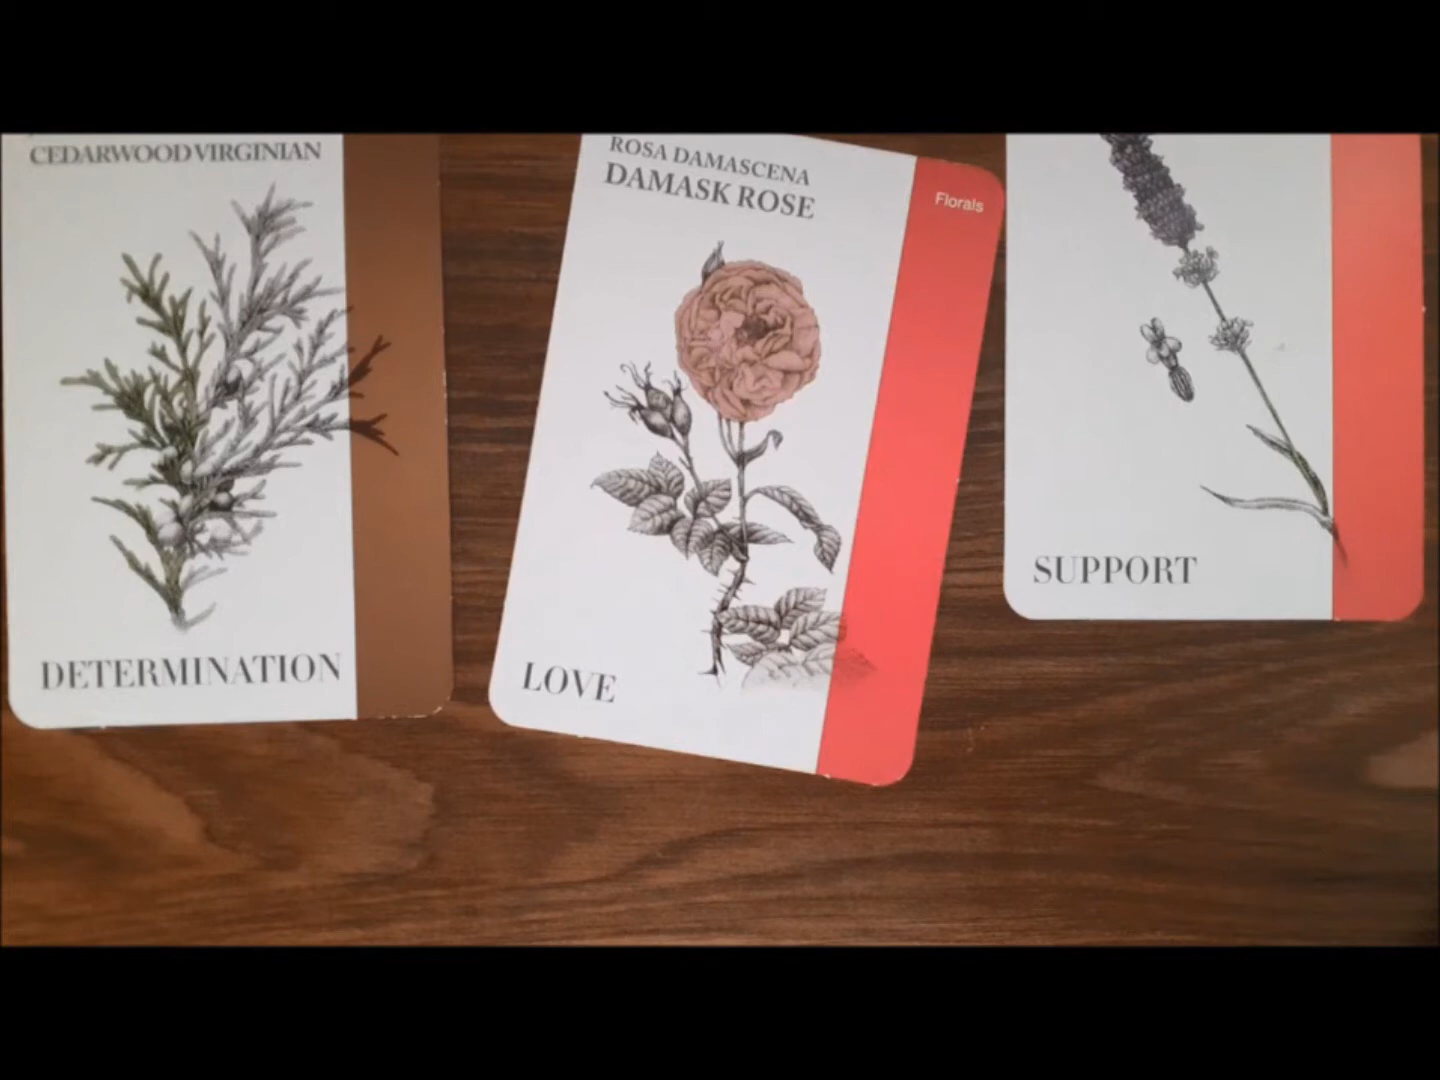 CEDARWOOD VIRGINIAN
DETERMINATION
ROSA DAMASCENA
DAMASK ROSE
Florals
LOVE
SUPPORT